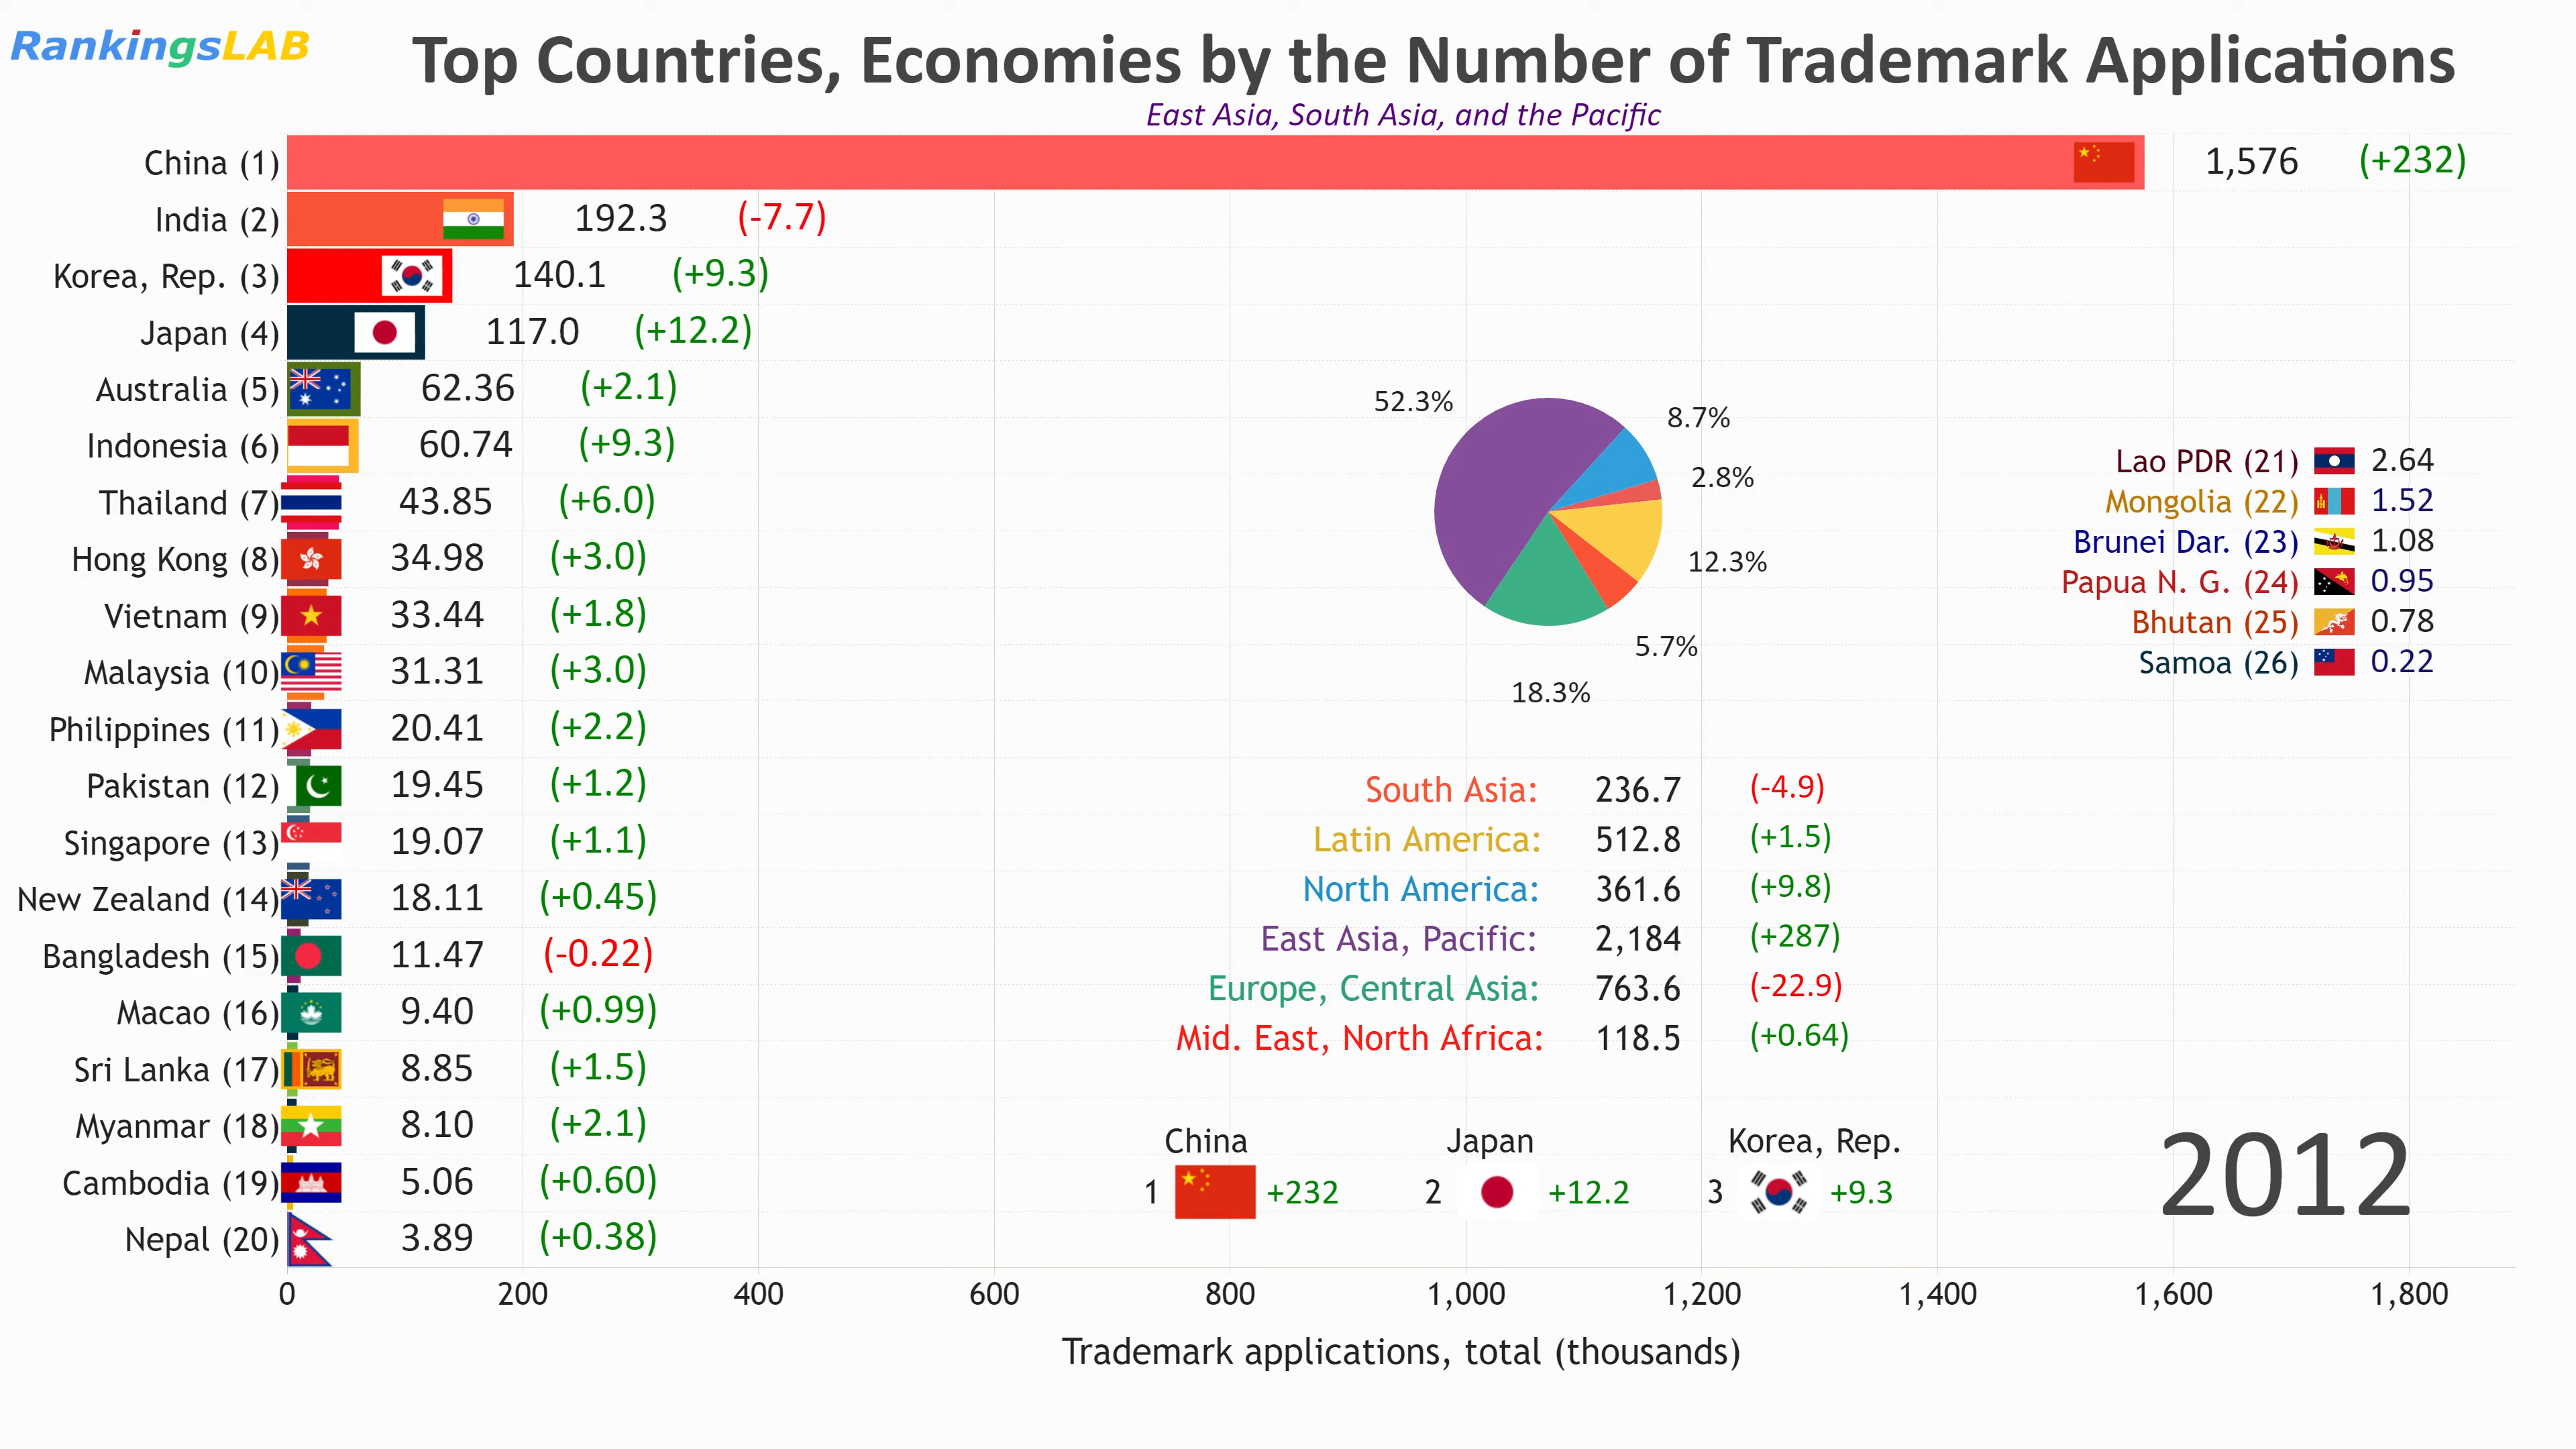 RankingsLAB
Top Countries, Economies by the Number of Trademark Applications
East Asia, South Asia, and the Pacific
China (1) 1,576 (+232)
India (2) 192.3 (-7.7)
Korea, Rep. (3) 140.1 (+9.3)
Japan (4) 117.0 (+12.2)
Australia (5) 62.36 (+2.1)
Indonesia (6) 60.74 (+9.3)
Thailand (7) 43.85 (+6.0)
Hong Kong (8) 34.98 (+3.0)
Vietnam (9) 33.44 (+1.8)
Malaysia (10) 31.31 (+3.0)
Philippines (11) 20.41 (+2.2)
Pakistan (12) 19.45 (+1.2)
Singapore (13) 19.07 (+1.1)
New Zealand (14) 18.11 (+0.45)
Bangladesh (15) 11.47 (-0.22)
Macao (16) 9.40 (+0.99)
Sri Lanka (17) 8.85 (+1.5)
Myanmar (18) 8.10 (+2.1)
Cambodia (19) 5.06 (+0.60)
Nepal (20) 3.89 (+0.38)
52.3%
8.7%
2.8%
12.3%
5.7%
18.3%
Lao PDR (21) 2.64
Mongolia (22) 1.52
Brunei Dar. (23) 1.08
Papua N. G. (24) 0.95
Bhutan (25) 0.78
Samoa (26) 0.22
South Asia: 236.7 (-4.9)
Latin America: 512.8 (+1.5)
North America: 361.6 (+9.8)
East Asia, Pacific: 2,184 (+287)
Europe, Central Asia: 763.6 (-22.9)
Mid. East, North Africa: 118.5 (+0.64)
China Japan Korea, Rep.
1 +232 2 +12.2 3 +9.3
2012
0 200 400 600 800 1,000 1,200 1,400 1,600 1,800
Trademark applications, total (thousands)